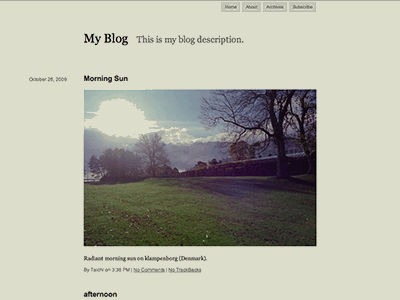 Home About Archives Subscribe
My Blog This is my blog description.
October 26, 2009
Morning Sun
Radiant morning sun on klampenborg (Denmark).
By Taichi on 3:36 PM | No Comments | No TrackBacks
afternoon